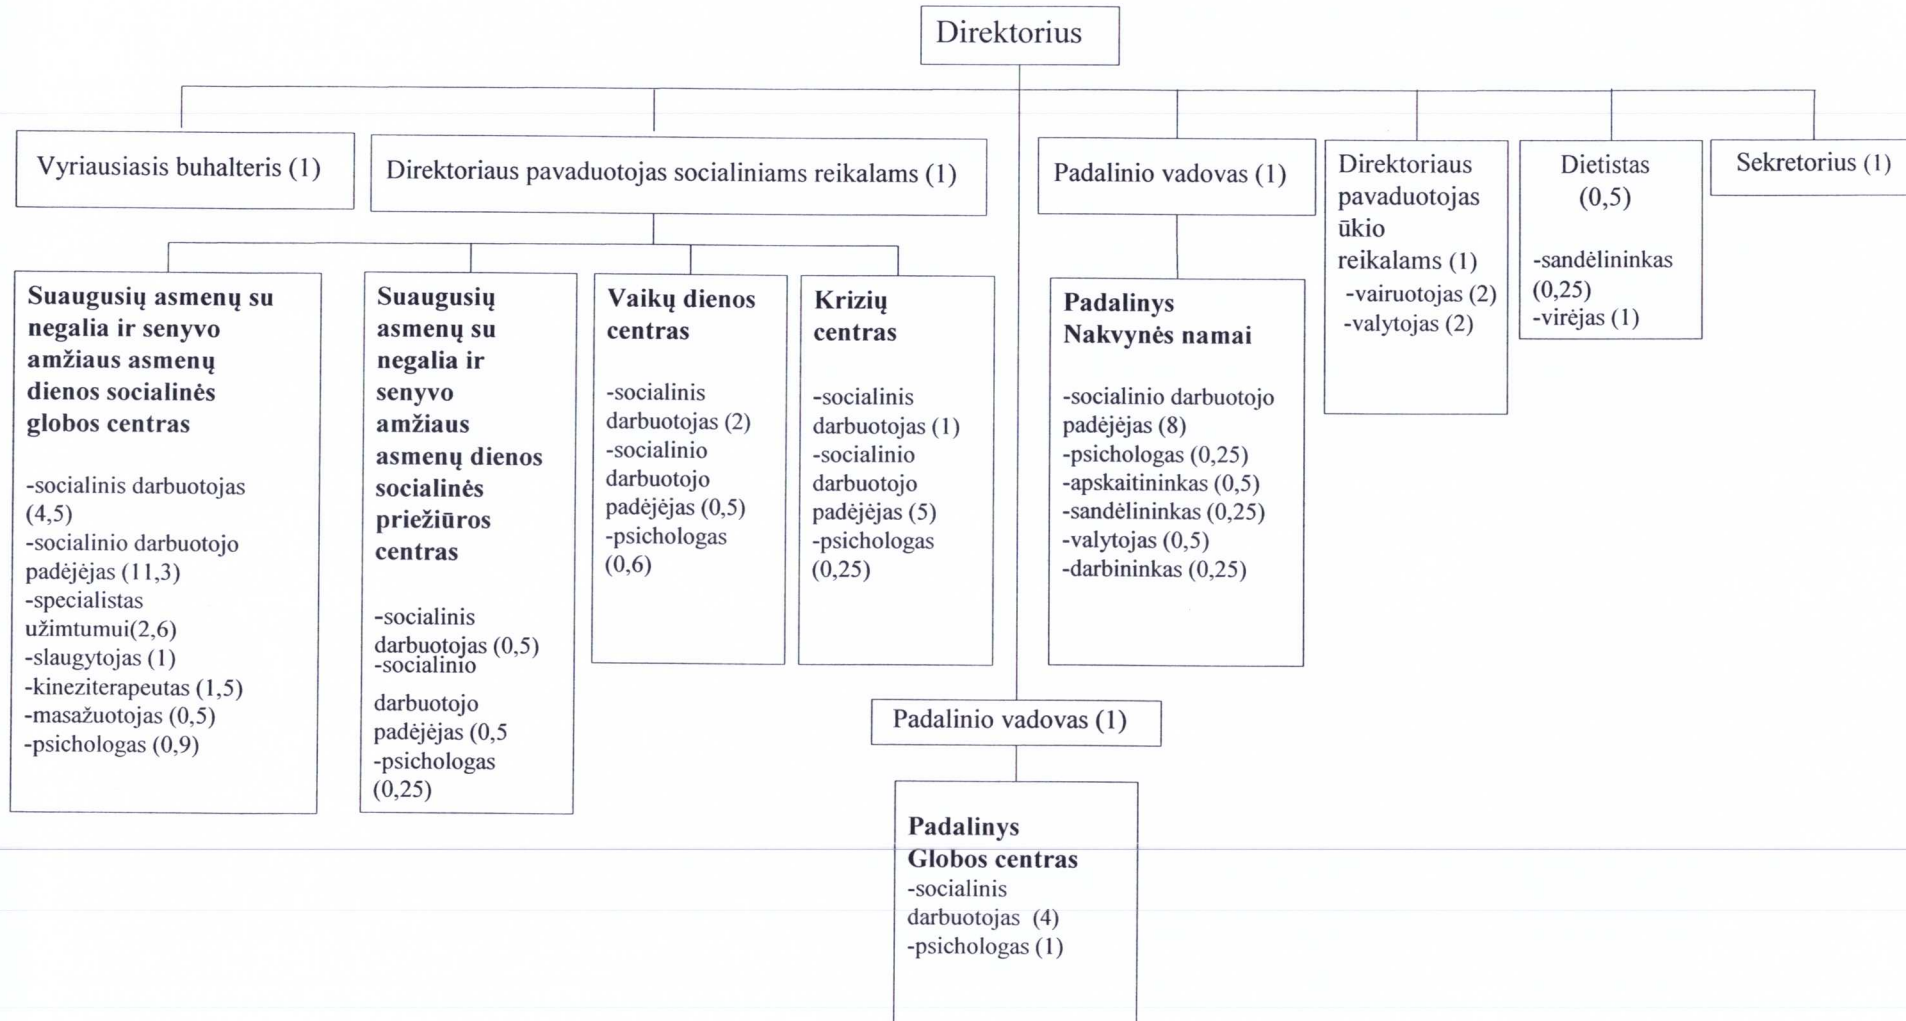 Direktorius
Vyriausiasis buhalteris (1)
Direktoriaus pavaduotojas socialiniams reikalams (1)
Padalinio vadovas (1)
Direktoriaus
pavaduotojas
ūkio
reikalams (1)
-vairuotojas (2)
-valytojas (2)
Dietistas
(0,5)
-sandėlininkas
(0,25)
-virėjas (1)
Sekretorius (1)
Suaugusių asmenų su
negalia ir senyvo
amžiaus asmenų
dienos socialinės
globos centras
-socialinis darbuotojas
(4,5)
-socialinio darbuotojo
padėjėjas (11,3)
-specialistas
užimtumui(2,6)
-slaugytojas (1)
-kineziterapeutas (1,5)
-masažuotojas (0,5)
-psichologas (0,9)
Suaugusių
asmenų su
negalia ir
senyvo
amžiaus
asmenų dienos
socialinės
priežiūros
centras
-socialinis
darbuotojas (0,5)
-socialinio
darbuotojo
padėjėjas (0,5
-psichologas
(0,25)
Vaikų dienos
centras
-socialinis
darbuotojas (2)
-socialinio
darbuotojo
padėjėjas (0,5)
-psichologas
(0,6)
Krizių
centras
-socialinis
darbuotojas (1)
-socialinio
darbuotojo
padėjėjas (5)
-psichologas
(0,25)
Padalinys
Nakvynės namai
-socialinio darbuotojo
padėjėjas (8)
-psichologas (0,25)
-apskaitininkas (0,5)
-sandėlininkas (0,25)
-valytojas (0,5)
-darbininkas (0,25)
Padalinio vadovas (1)
Padalinys
Globos centras
-socialinis
darbuotojas (4)
-psichologas (1)